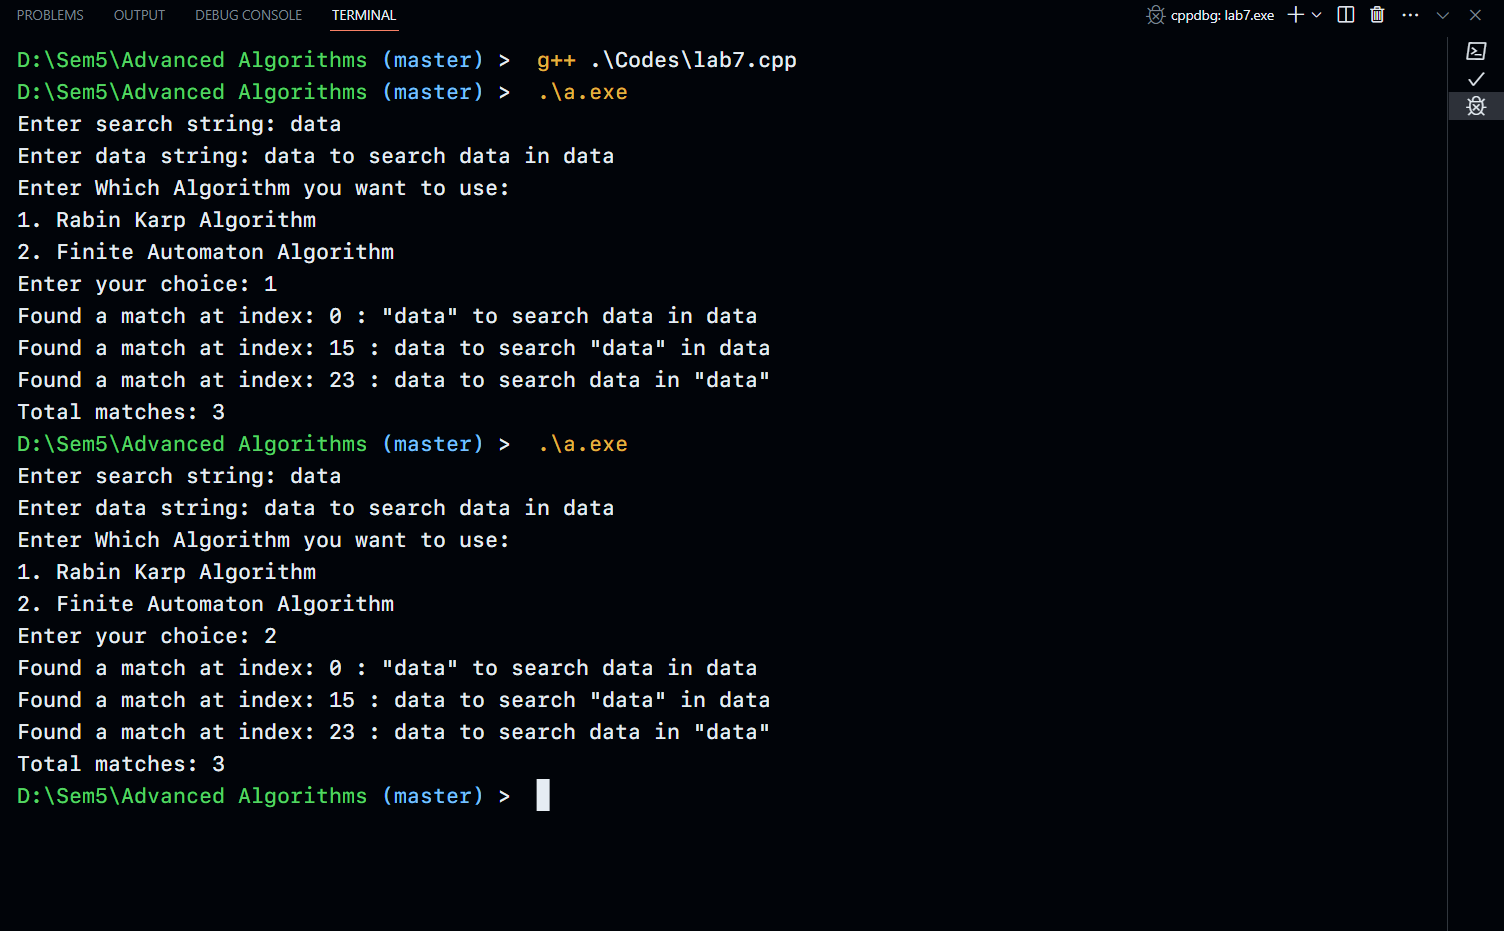 PROBLEMS OUTPUT DEBUG CONSOLE TERMINAL cppdbg: lab7.exe
D:\Sem5\Advanced Algorithms (master) > g++ .\Codes\lab7.cpp
D:\Sem5\Advanced Algorithms (master) > .\a.exe
Enter search string: data
Enter data string: data to search data in data
Enter Which Algorithm you want to use:
1. Rabin Karp Algorithm
2. Finite Automaton Algorithm
Enter your choice: 1
Found a match at index: 0 : "data" to search data in data
Found a match at index: 15 : data to search "data" in data
Found a match at index: 23 : data to search data in "data"
Total matches: 3
D:\Sem5\Advanced Algorithms (master) > .\a.exe
Enter search string: data
Enter data string: data to search data in data
Enter Which Algorithm you want to use:
1. Rabin Karp Algorithm
2. Finite Automaton Algorithm
Enter your choice: 2
Found a match at index: 0 : "data" to search data in data
Found a match at index: 15 : data to search "data" in data
Found a match at index: 23 : data to search data in "data"
Total matches: 3
D:\Sem5\Advanced Algorithms (master) >